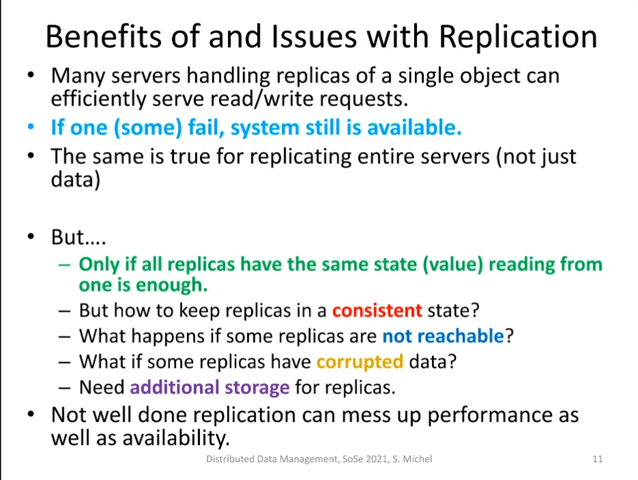 Benefits of and Issues with Replication
• Many servers handling replicas of a single object can
efficiently serve read/write requests.
• If one (some) fail, system still is available.
• The same is true for replicating entire servers (not just
data)
• But….
– Only if all replicas have the same state (value) reading from
one is enough.
– But how to keep replicas in a consistent state?
– What happens if some replicas are not reachable?
– What if some replicas have corrupted data?
– Need additional storage for replicas.
• Not well done replication can mess up performance as
well as availability.
Distributed Data Management, SoSe 2021, S. Michel
11